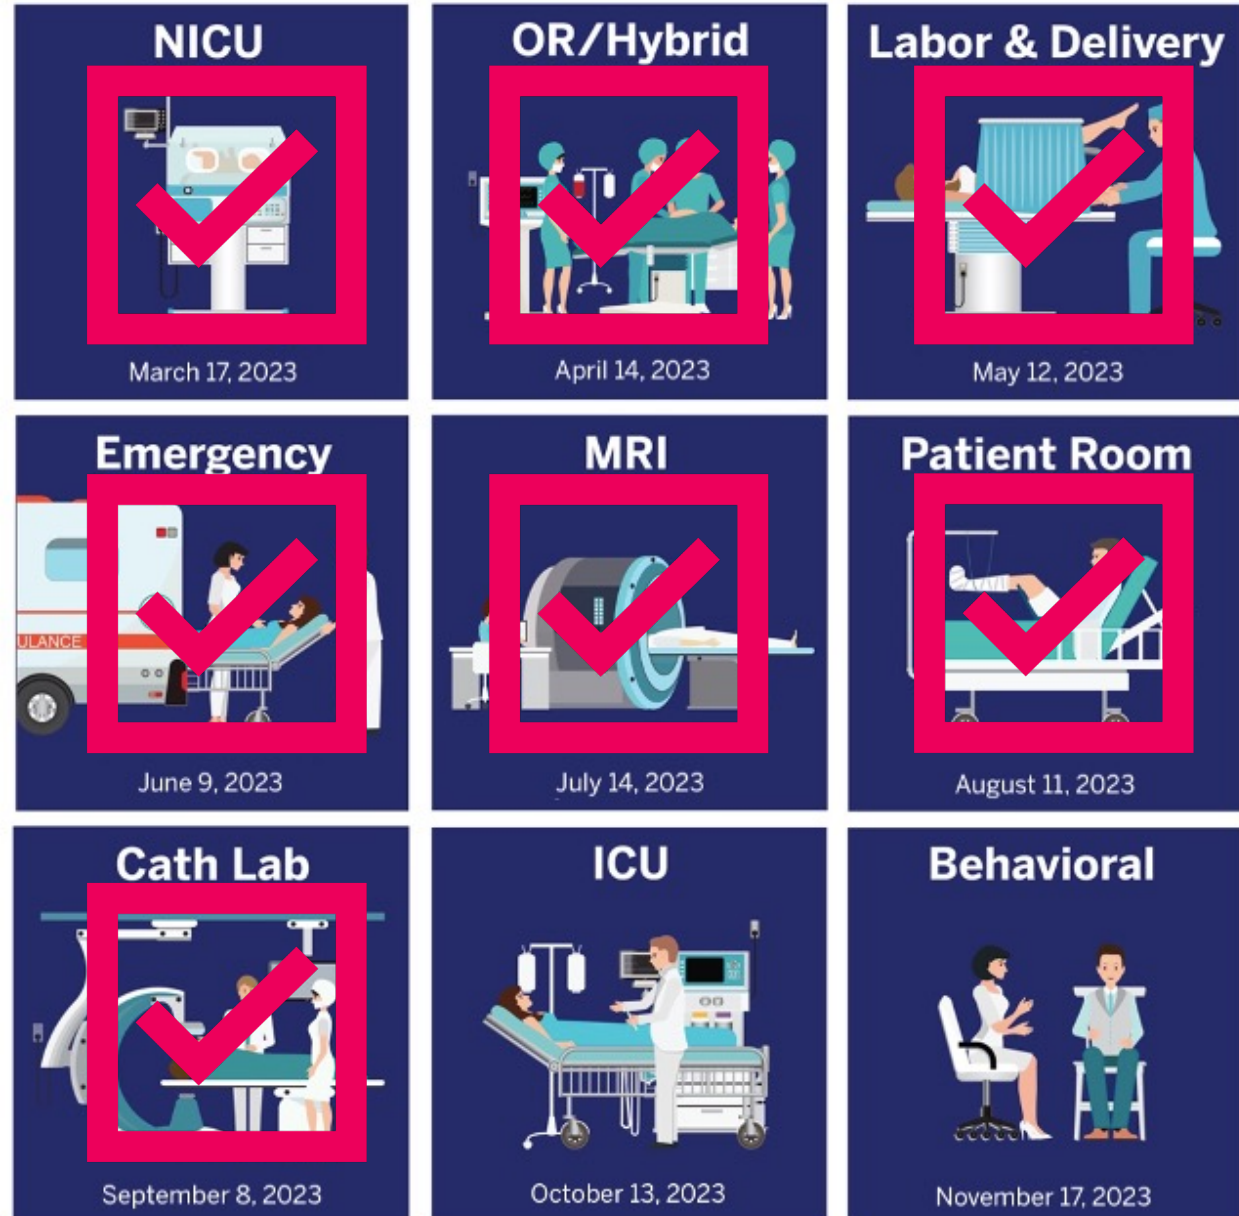 NICU
March 17, 2023
OR/Hybrid
April 14, 2023
Labor & Delivery
May 12, 2023
Emergency
ULANCE
June 9, 2023
MRI
July 14, 2023
Patient Room
August 11, 2023
Cath Lab
September 8, 2023
ICU
October 13, 2023
Behavioral
November 17, 2023